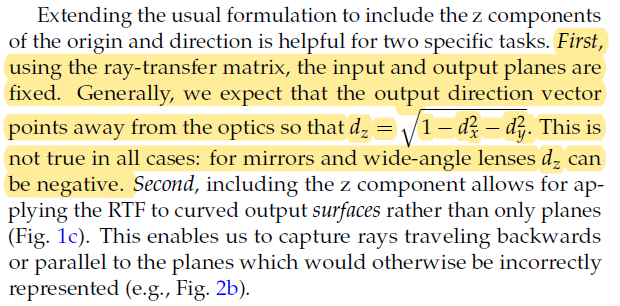 Extending the usual formulation to include the z components
of the origin and direction is helpful for two specific tasks. First,
using the ray-transfer matrix, the input and output planes are
fixed. Generally, we expect that the output direction vector
points away from the optics so that d_z = √(1 − d_x^2 − d_y^2). This is
not true in all cases: for mirrors and wide-angle lenses d_z can
be negative. Second, including the z component allows for ap-
plying the RTF to curved output surfaces rather than only planes
(Fig. 1c). This enables us to capture rays traveling backwards
or parallel to the planes which would otherwise be incorrectly
represented (e.g., Fig. 2b).